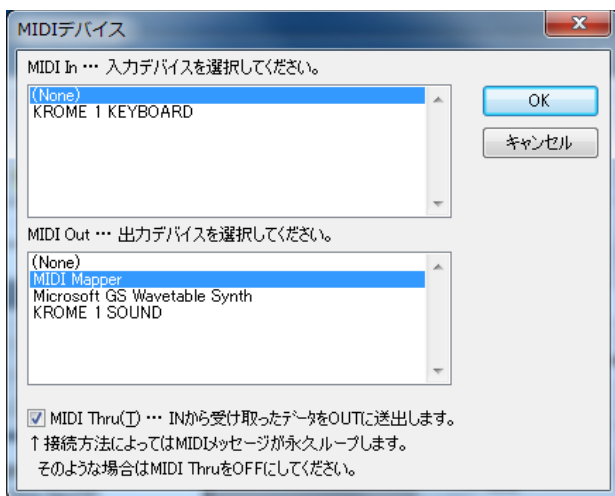 MIDIデバイス
MIDI In … 入力デバイスを選択してください。
(None)
KROME 1 KEYBOARD
OK
キャンセル
MIDI Out … 出力デバイスを選択してください。
(None)
MIDI Mapper
Microsoft GS Wavetable Synth
KROME 1 SOUND
MIDI Thru(T) … INから受け取ったデータをOUTに送出します。
↑接続方法によってはMIDIメッセージが永久ループします。
そのような場合はMIDI ThruをOFFにしてください。